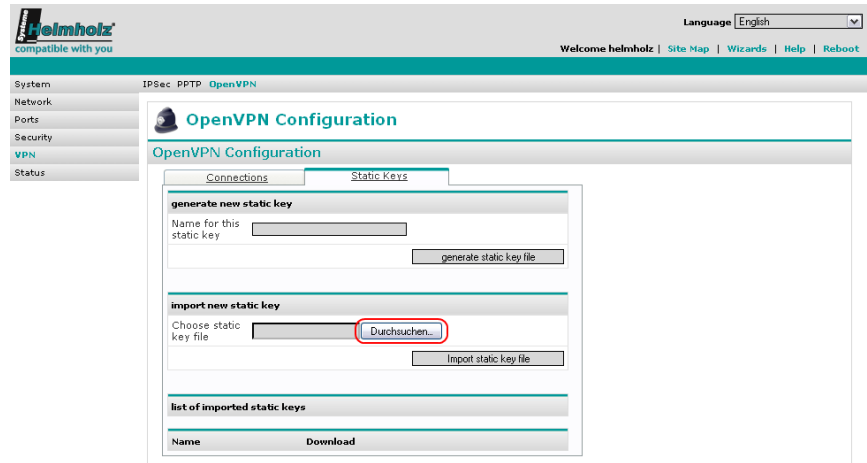 Systeme
Helmholz
compatible with you
Language English
Welcome helmholz | Site Map | Wizards | Help | Reboot
System
IPSec PPTP OpenVPN
Network
Ports
Security
VPN
Status
OpenVPN Configuration
OpenVPN Configuration
Connections
Static Keys
generate new static key
Name for this
static key
generate static key file
import new static key
Choose static
key file
Durchsuchen...
Import static key file
list of imported static keys
Name Download